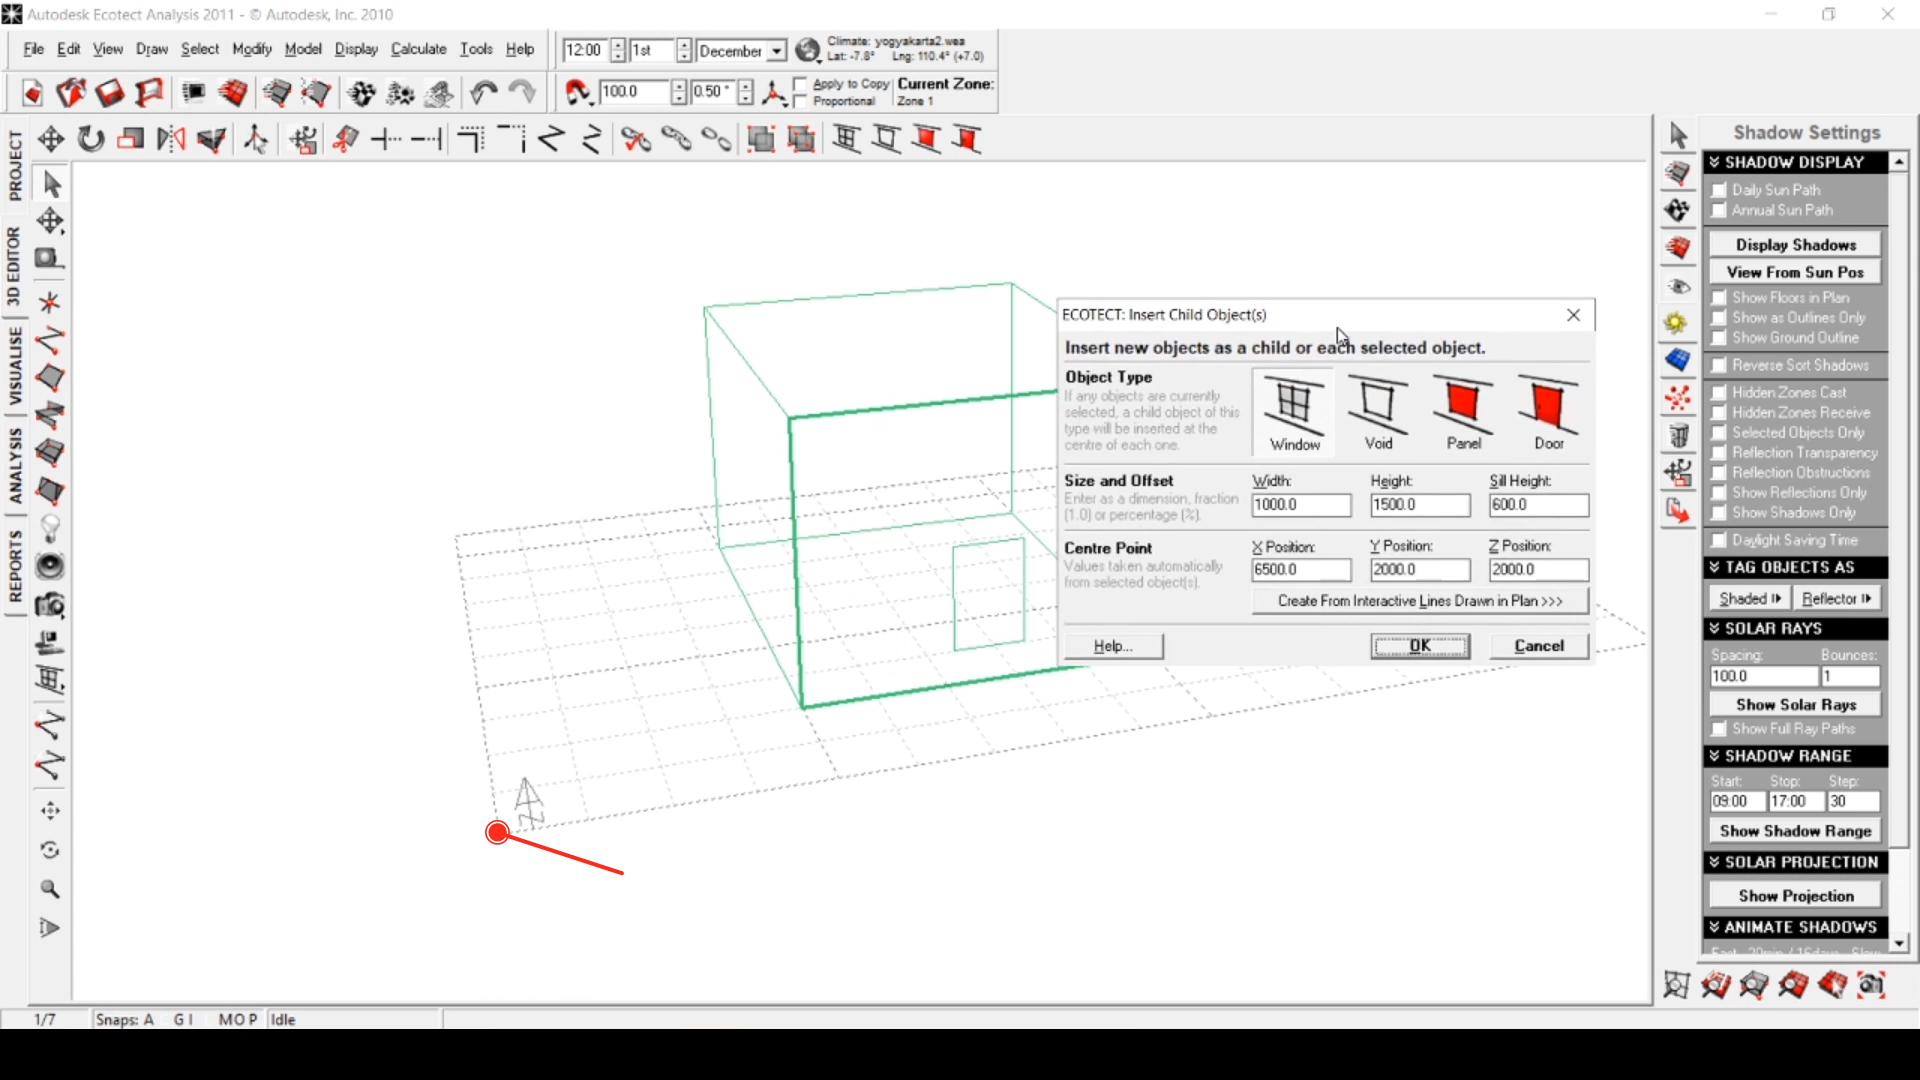 Autodesk Ecotect Analysis 2011 - © Autodesk, Inc. 2010
File Edit View Draw Select Modify Model Display Calculate Tools Help
12:00 1st December
Climate: yogyakarta2.wea
Lat: -7.8° Lng: 110.4° (+7.0)
100.0 0.50 °
Apply to Copy
Proportional
Current Zone:
Zone 1
PROJECT
3D EDITOR
VISUALISE
ANALYSIS
REPORTS
N
ECOTECT: Insert Child Object(s)
Insert new objects as a child or each selected object.
Object Type
If any objects are currently
selected, a child object of this
type will be inserted at the
centre of each one.
Window Void Panel Door
Size and Offset
Enter as a dimension, fraction
(1.0) or percentage (%).
Width: Height: Sill Height:
1000.0 1500.0 600.0
Centre Point
Values taken automatically
from selected object(s).
X Position: Y Position: Z Position:
6500.0 2000.0 2000.0
Create From Interactive Lines Drawn in Plan >>>
Help... OK Cancel
Shadow Settings
SHADOW DISPLAY
Daily Sun Path
Annual Sun Path
Display Shadows
View From Sun Pos
Show Floors in Plan
Show as Outlines Only
Show Ground Outline
Reverse Sort Shadows
Hidden Zones Cast
Hidden Zones Receive
Selected Objects Only
Reflection Transparency
Reflection Obstructions
Show Reflections Only
Show Shadows Only
Daylight Saving Time
TAG OBJECTS AS
Shaded Reflector
SOLAR RAYS
Spacing: Bounces:
100.0 1
Show Solar Rays
Show Full Ray Paths
SHADOW RANGE
Start: Stop: Step:
09:00 17:00 30
Show Shadow Range
SOLAR PROJECTION
Show Projection
ANIMATE SHADOWS
1/7 Snaps: A G I M O P Idle